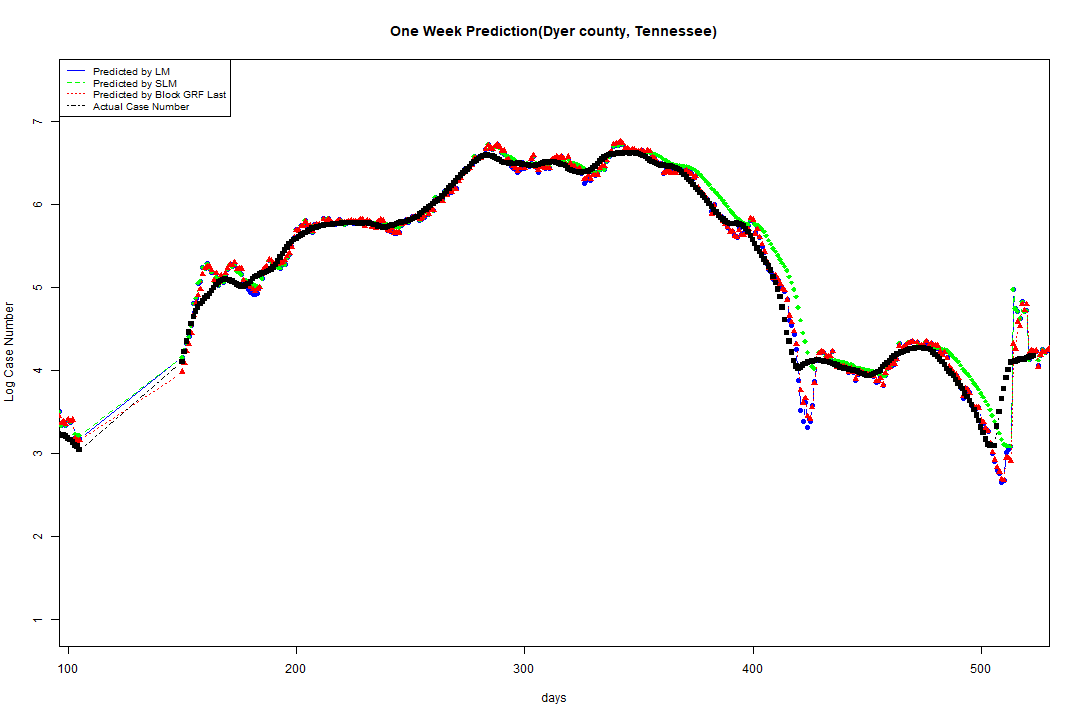 One Week Prediction(Dyer county, Tennessee)
Predicted by LM
Predicted by SLM
Predicted by Block GRF Last
Actual Case Number
7
6
5
4
3
2
1
Log Case Number
100 200 300 400 500
days